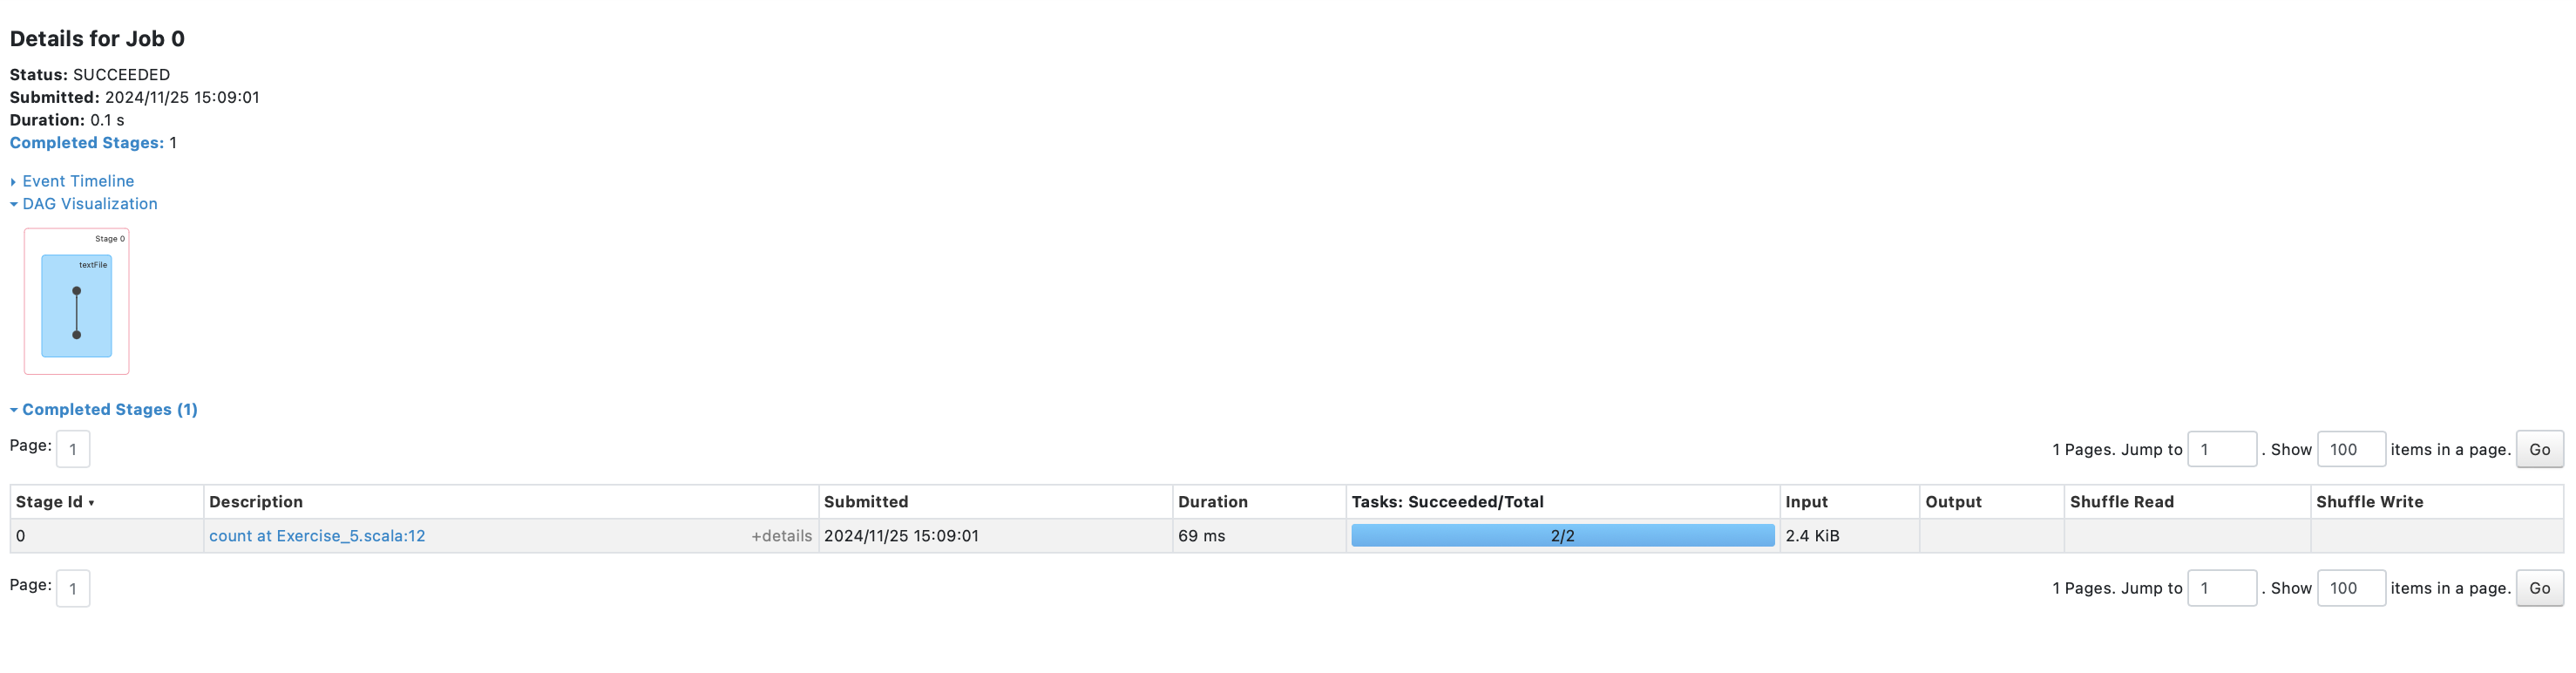 Details for Job 0
Status: SUCCEEDED
Submitted: 2024/11/25 15:09:01
Duration: 0.1 s
Completed Stages: 1
Event Timeline
DAG Visualization
Stage 0
textFile
Completed Stages (1)
Page: 1 1 Pages. Jump to 1 . Show 100 items in a page. Go
Stage Id ▾ Description Submitted Duration Tasks: Succeeded/Total Input Output Shuffle Read Shuffle Write
0 count at Exercise_5.scala:12 +details 2024/11/25 15:09:01 69 ms 2/2 2.4 KiB
Page: 1 1 Pages. Jump to 1 . Show 100 items in a page. Go